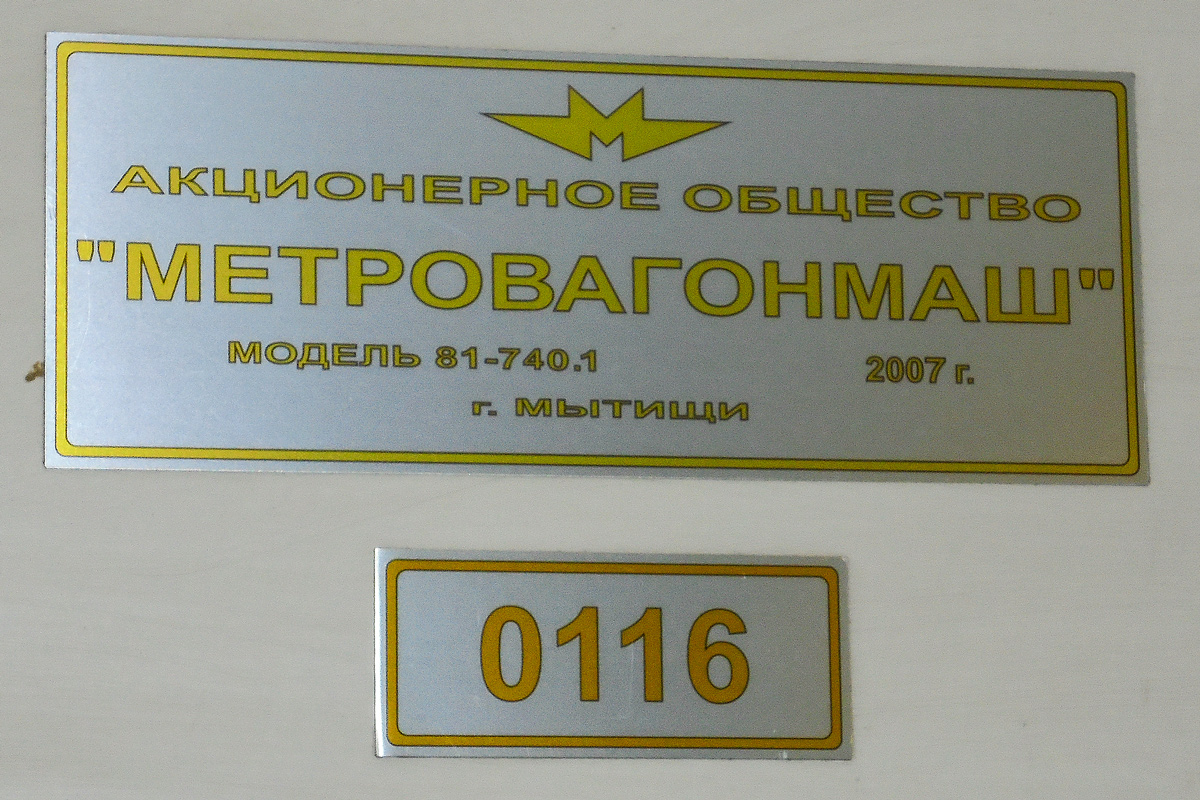 АКЦИОНЕРНОЕ ОБЩЕСТВО
"МЕТРОВАГОНМАШ"
МОДЕЛЬ 81-740.1 2007 г.
г. МЫТИЩИ
0116